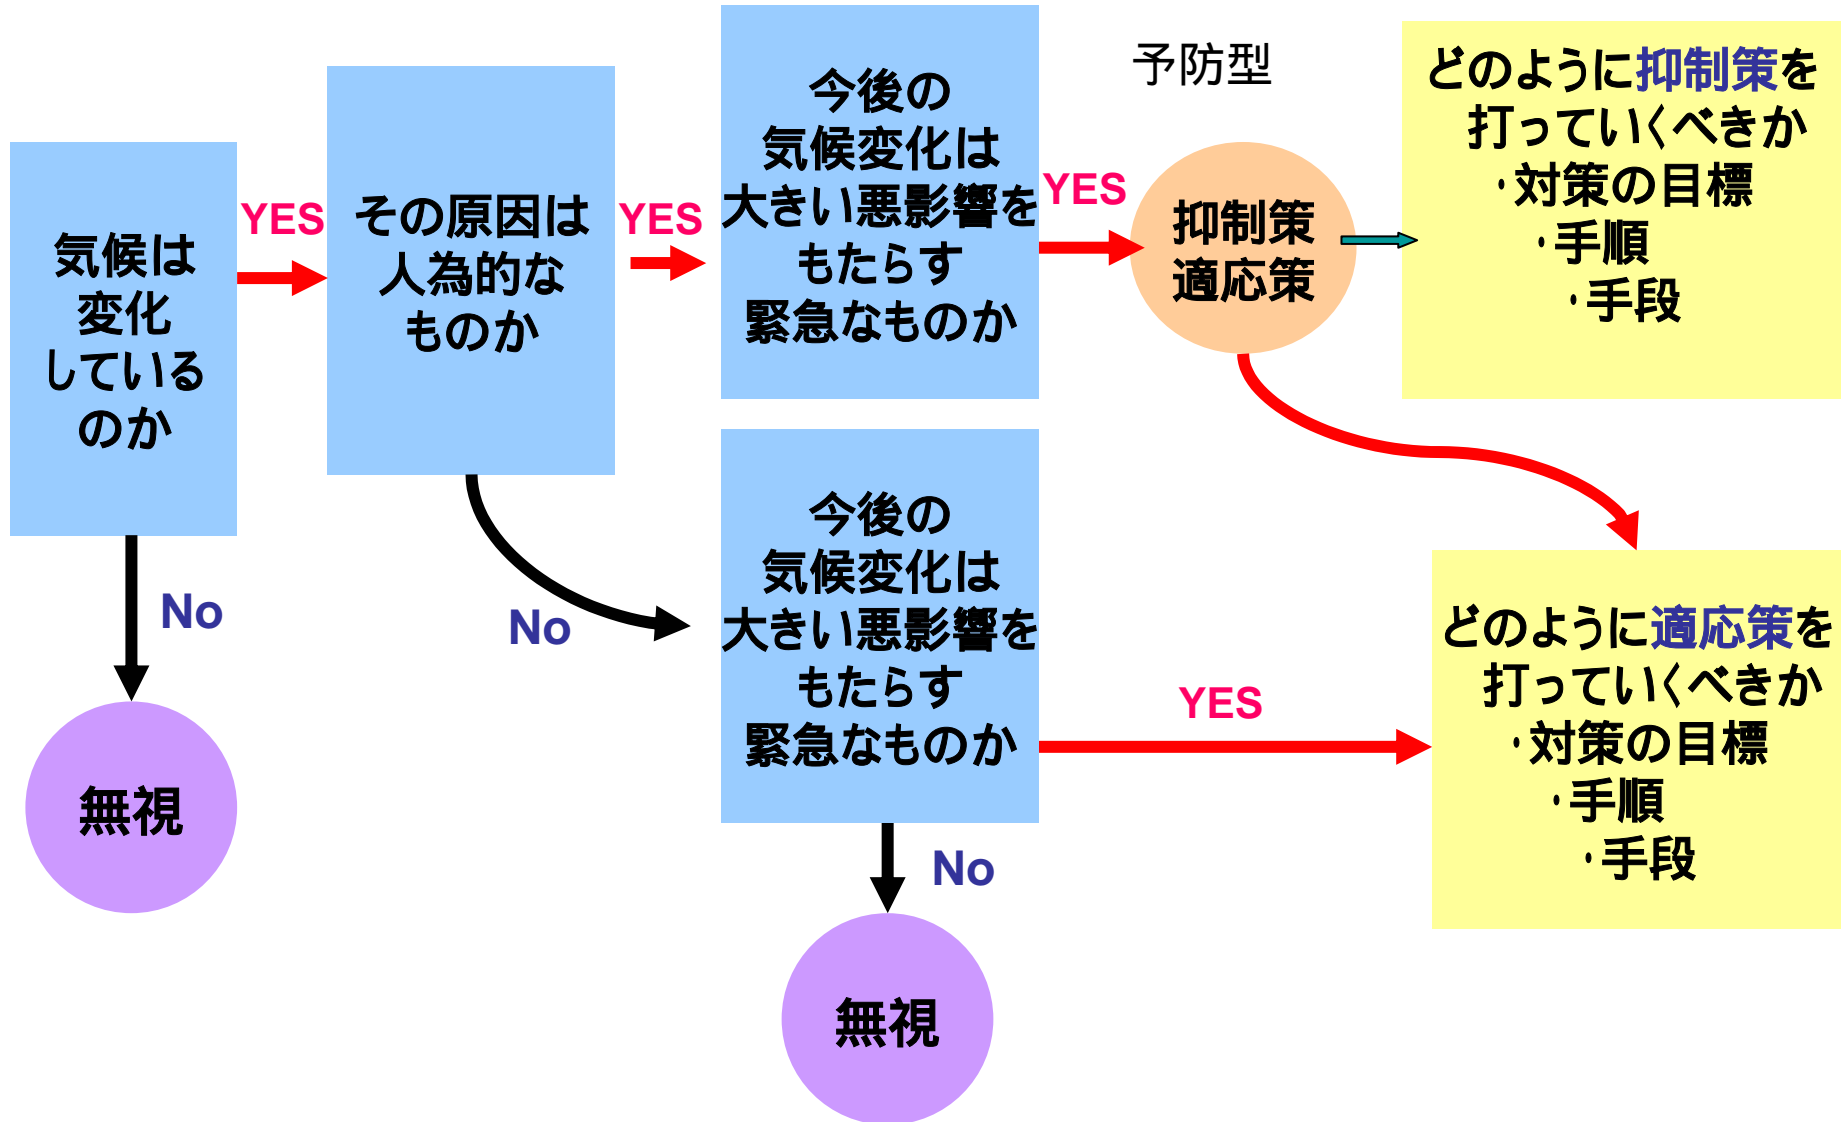 気候は
変化
している
のか
YES
その原因は
人為的な
ものか
YES
今後の
気候変化は
大きい悪影響を
もたらす
緊急なものか
YES
予防型
抑制策
適応策
どのように抑制策を
打っていくべきか
・対策の目標
・手順
・手段
No
無視
No
今後の
気候変化は
大きい悪影響を
もたらす
緊急なものか
YES
どのように適応策を
打っていくべきか
・対策の目標
・手順
・手段
No
無視